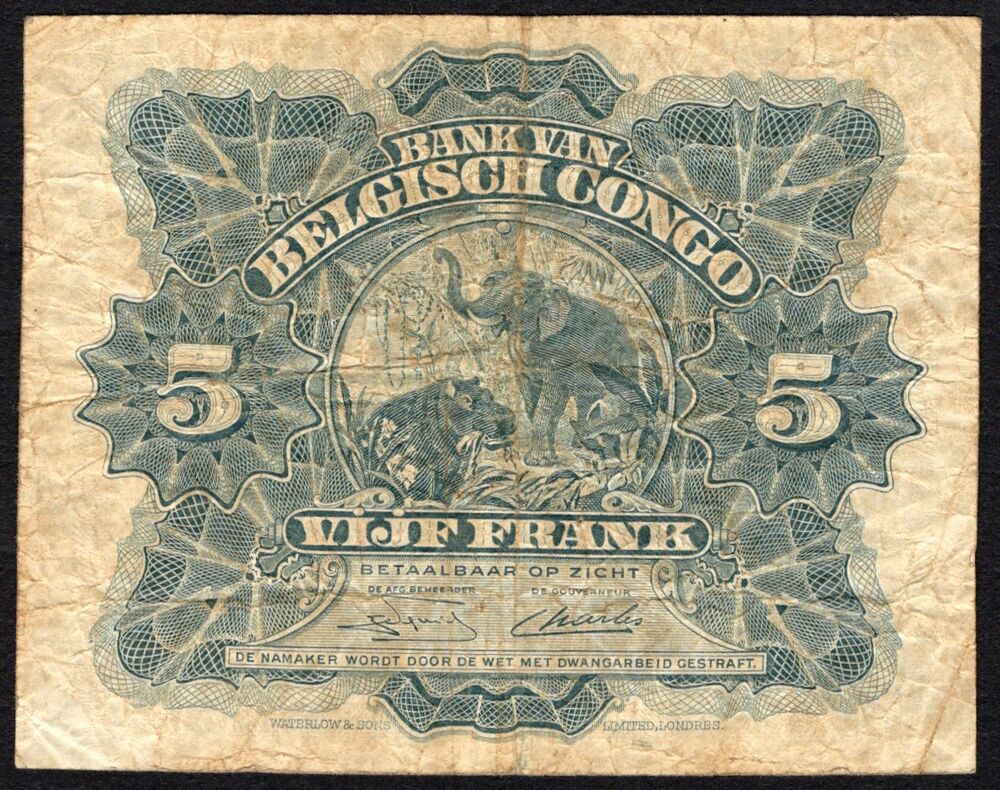 BANK VAN
BELGISCH CONGO
5 5
VIJF FRANK
BETAALBAAR OP ZICHT
DE AFG. BEHEERDER DE GOUVERNEUR
Charles
DE NAMAKER WORDT DOOR DE WET MET DWANGARBEID GESTRAFT.
WATERLOW & SONS LIMITED, LONDRES.